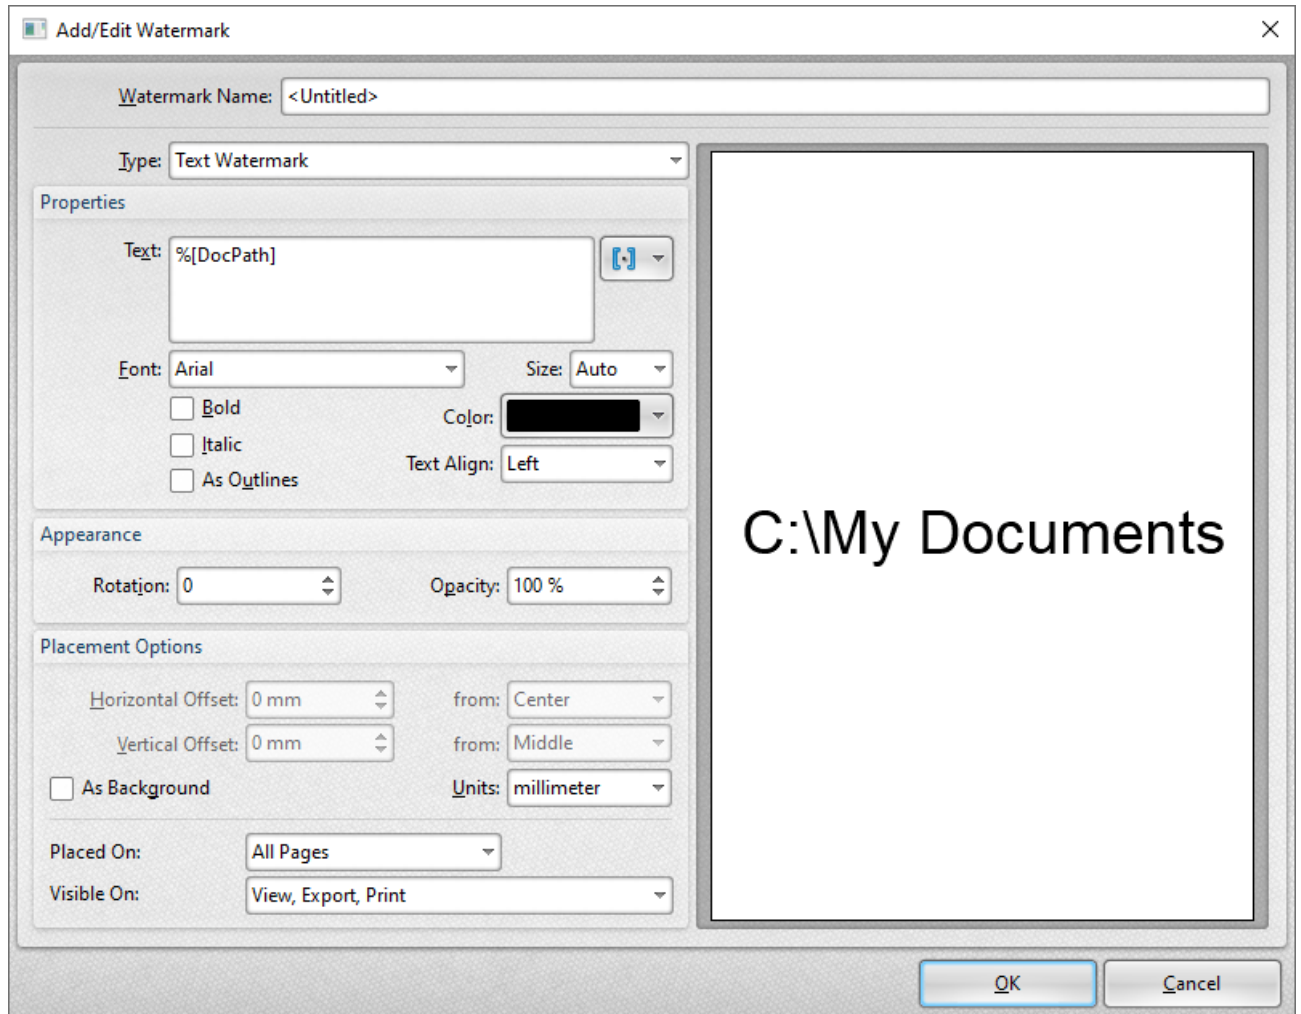 Add/Edit Watermark
Watermark Name: <Untitled>
Type: Text Watermark
Properties
Text: %[DocPath]
Font: Arial Size: Auto
Bold
Color:
Italic
Text Align: Left
As Outlines
Appearance
Rotation: 0 Opacity: 100 %
Placement Options
Horizontal Offset: 0 mm from: Center
Vertical Offset: 0 mm from: Middle
As Background Units: millimeter
Placed On: All Pages
Visible On: View, Export, Print
C:\My Documents
OK Cancel